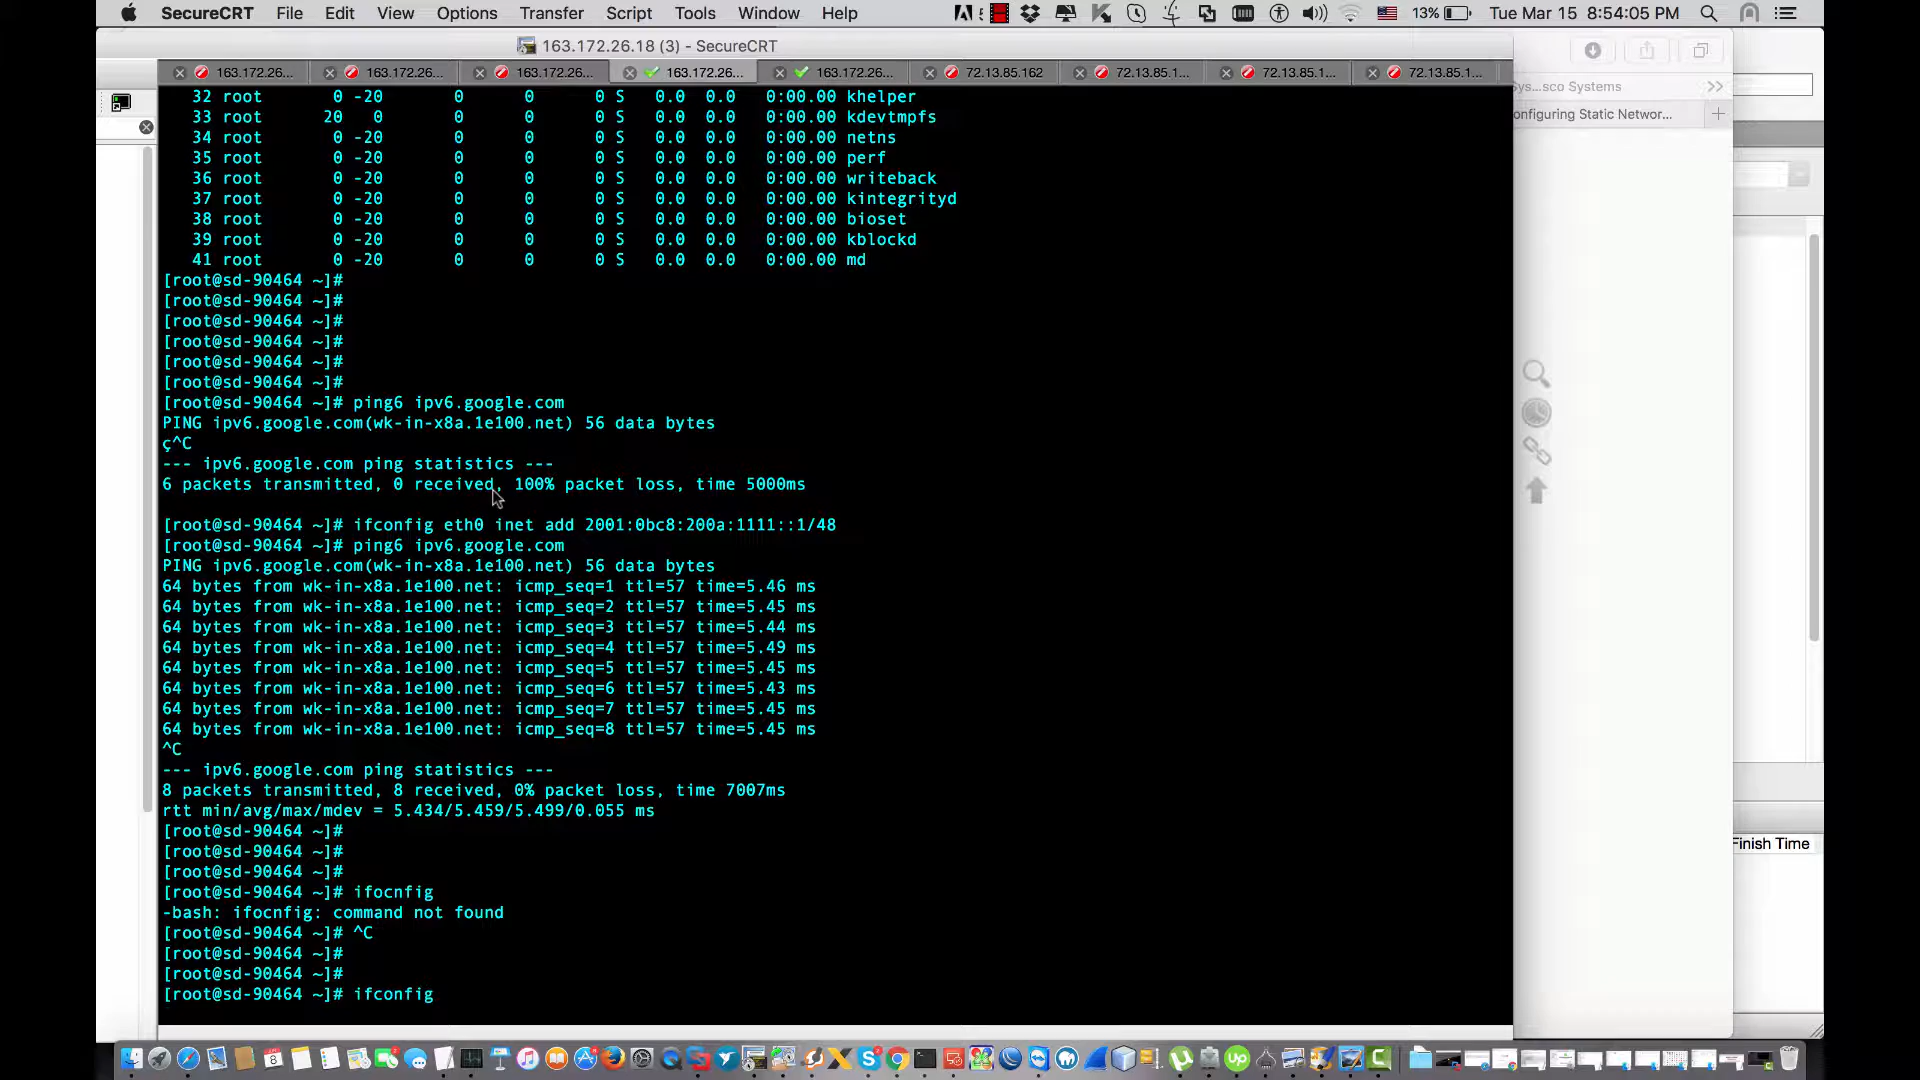 SecureCRT File Edit View Options Transfer Script Tools Window Help 13% Tue Mar 15 8:54:05 PM
163.172.26.18 (3) - SecureCRT
163.172.26... 163.172.26... 163.172.26... 163.172.26... 163.172.26... 72.13.85.162 72.13.85.1... 72.13.85.1... 72.13.85.1...
Sys...sco Systems
onfiguring Static Networ...
32 root 0 -20 0 0 0 S 0.0 0.0 0:00.00 khelper
33 root 20 0 0 0 0 S 0.0 0.0 0:00.00 kdevtmpfs
34 root 0 -20 0 0 0 S 0.0 0.0 0:00.00 netns
35 root 0 -20 0 0 0 S 0.0 0.0 0:00.00 perf
36 root 0 -20 0 0 0 S 0.0 0.0 0:00.00 writeback
37 root 0 -20 0 0 0 S 0.0 0.0 0:00.00 kintegrityd
38 root 0 -20 0 0 0 S 0.0 0.0 0:00.00 bioset
39 root 0 -20 0 0 0 S 0.0 0.0 0:00.00 kblockd
41 root 0 -20 0 0 0 S 0.0 0.0 0:00.00 md
[root@sd-90464 ~]#
[root@sd-90464 ~]#
[root@sd-90464 ~]#
[root@sd-90464 ~]#
[root@sd-90464 ~]#
[root@sd-90464 ~]#
[root@sd-90464 ~]# ping6 ipv6.google.com
PING ipv6.google.com(wk-in-x8a.1e100.net) 56 data bytes
ç^C
--- ipv6.google.com ping statistics ---
6 packets transmitted, 0 received, 100% packet loss, time 5000ms
[root@sd-90464 ~]# ifconfig eth0 inet add 2001:0bc8:200a:1111::1/48
[root@sd-90464 ~]# ping6 ipv6.google.com
PING ipv6.google.com(wk-in-x8a.1e100.net) 56 data bytes
64 bytes from wk-in-x8a.1e100.net: icmp_seq=1 ttl=57 time=5.46 ms
64 bytes from wk-in-x8a.1e100.net: icmp_seq=2 ttl=57 time=5.45 ms
64 bytes from wk-in-x8a.1e100.net: icmp_seq=3 ttl=57 time=5.44 ms
64 bytes from wk-in-x8a.1e100.net: icmp_seq=4 ttl=57 time=5.49 ms
64 bytes from wk-in-x8a.1e100.net: icmp_seq=5 ttl=57 time=5.45 ms
64 bytes from wk-in-x8a.1e100.net: icmp_seq=6 ttl=57 time=5.43 ms
64 bytes from wk-in-x8a.1e100.net: icmp_seq=7 ttl=57 time=5.45 ms
64 bytes from wk-in-x8a.1e100.net: icmp_seq=8 ttl=57 time=5.45 ms
^C
--- ipv6.google.com ping statistics ---
8 packets transmitted, 8 received, 0% packet loss, time 7007ms
rtt min/avg/max/mdev = 5.434/5.459/5.499/0.055 ms
[root@sd-90464 ~]#
[root@sd-90464 ~]#
Finish Time
[root@sd-90464 ~]#
[root@sd-90464 ~]# ifocnfig
-bash: ifocnfig: command not found
[root@sd-90464 ~]# ^C
[root@sd-90464 ~]#
[root@sd-90464 ~]#
[root@sd-90464 ~]# ifconfig